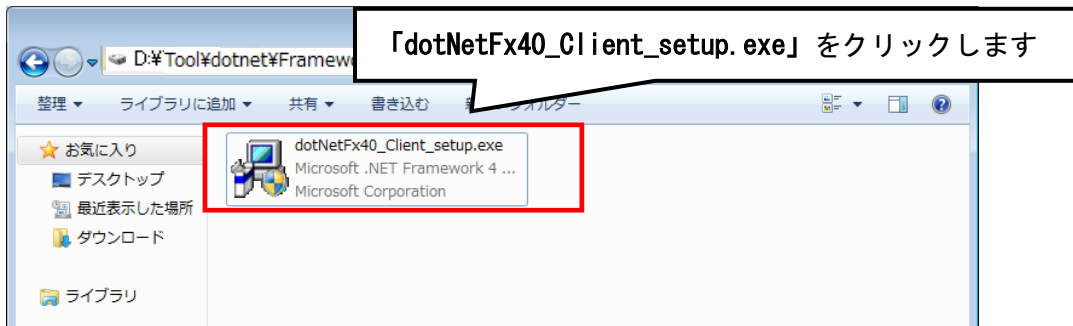 「dotNetFx40_Client_setup.exe」をクリックします
D:¥Tool¥dotnet¥Framew
整理 ライブラリに追加 共有 書き込む フォルダー
お気に入り
デスクトップ
最近表示した場所
ダウンロード
ライブラリ
dotNetFx40_Client_setup.exe
Microsoft .NET Framework 4 ...
Microsoft Corporation